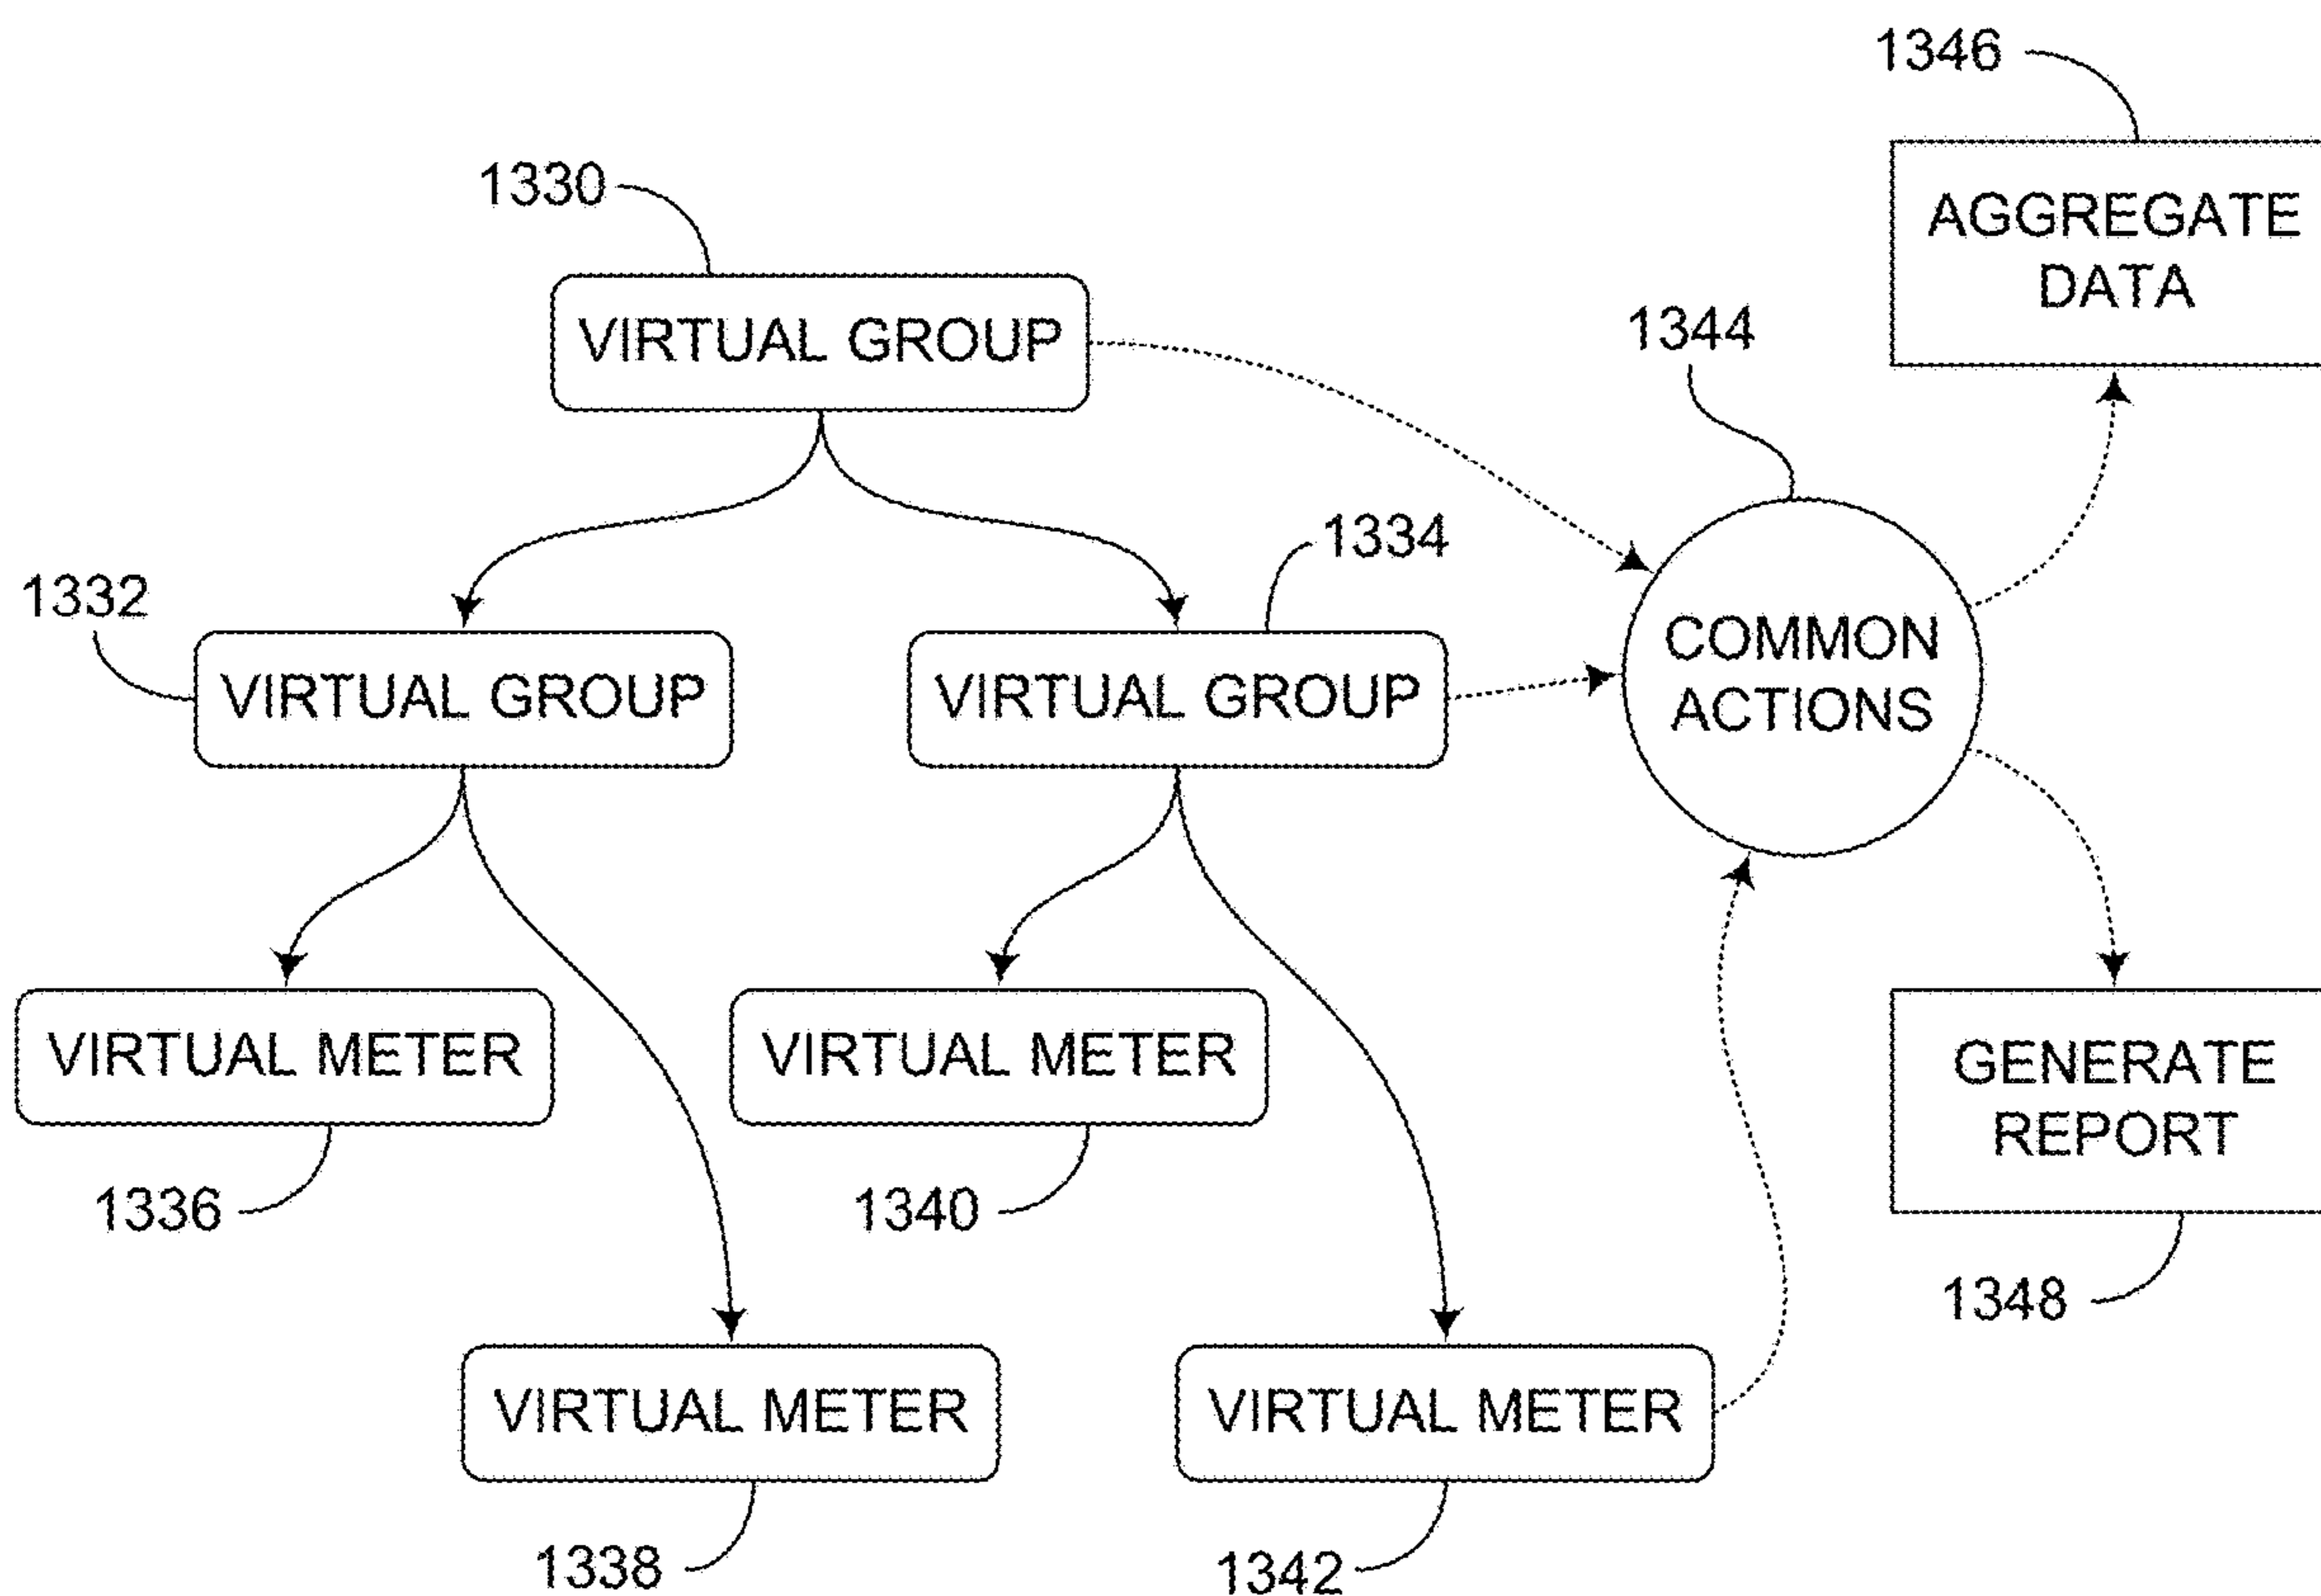 1346
AGGREGATE
DATA
1330
VIRTUAL GROUP
1344
1334
1332
VIRTUAL GROUP
VIRTUAL GROUP
COMMON
ACTIONS
VIRTUAL METER
VIRTUAL METER
GENERATE
REPORT
1336
1340
1348
VIRTUAL METER
VIRTUAL METER
1338
1342